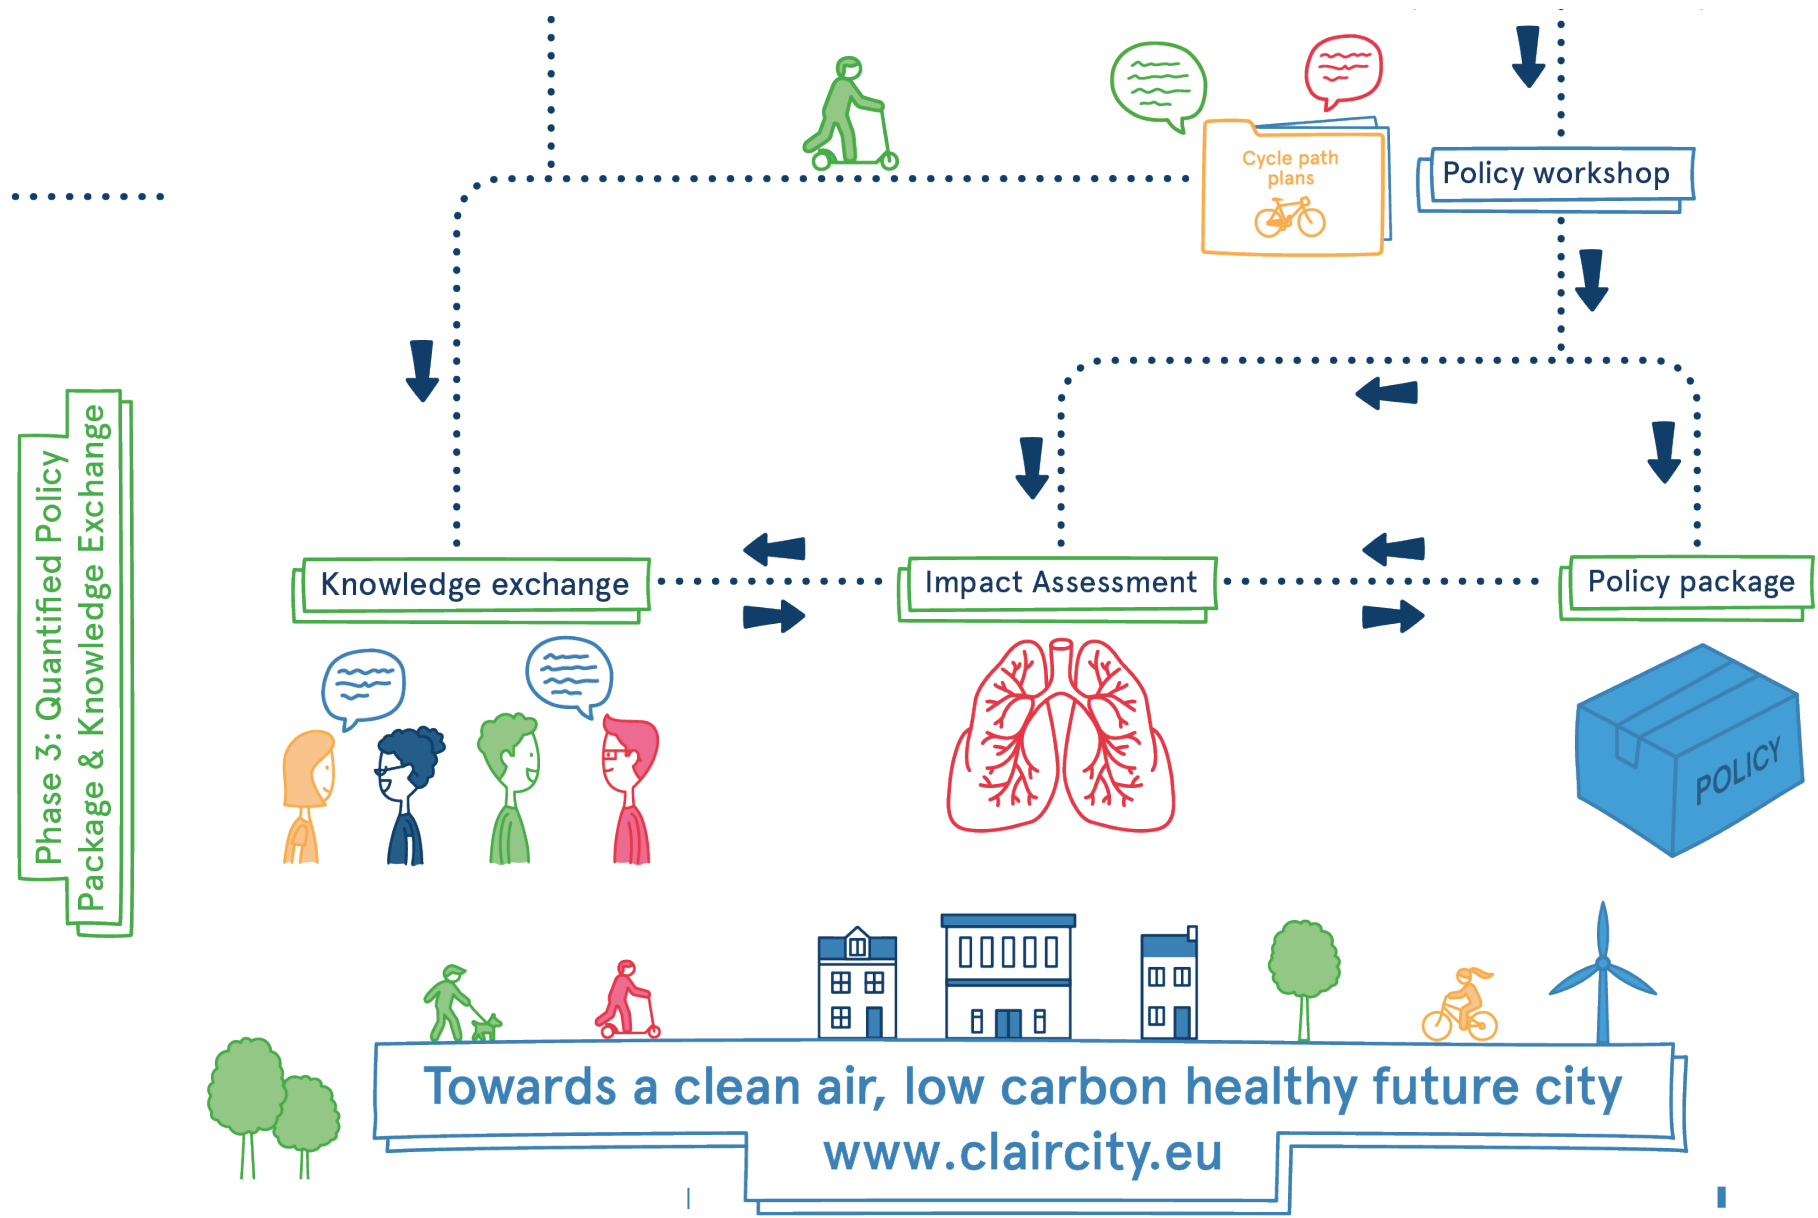 Cycle path
plans
Policy workshop
Phase 3: Quantified Policy
Package & Knowledge Exchange
Knowledge exchange
Impact Assessment
Policy package
POLICY
Towards a clean air, low carbon healthy future city
www.claircity.eu